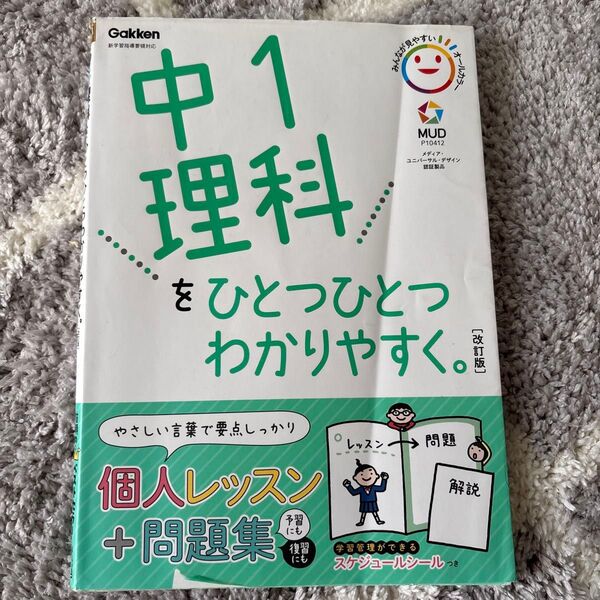 Gakken
新学習指導要領対応
みんなが見やすい オールカラー
MUD
P10412
メディア・
ユニバーサル・デザイン
認証製品
中1
理科
を ひとつひとつ
わかりやすく。
[改訂版]
やさしい言葉で要点しっかり
個人レッスン
+問題集
予習にも
復習にも
レッスン
問題
解説
学習管理ができる
スケジュールシールつき